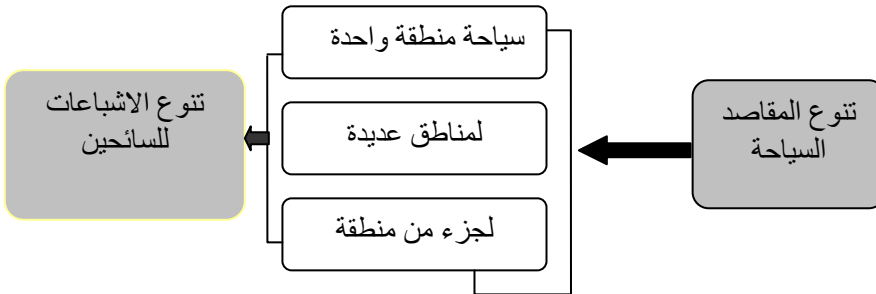 تنوع المقاصد
السياحة
سياحة منطقة واحدة
لمناطق عديدة
لجزء من منطقة
تنوع الاشباعات
للسائحين